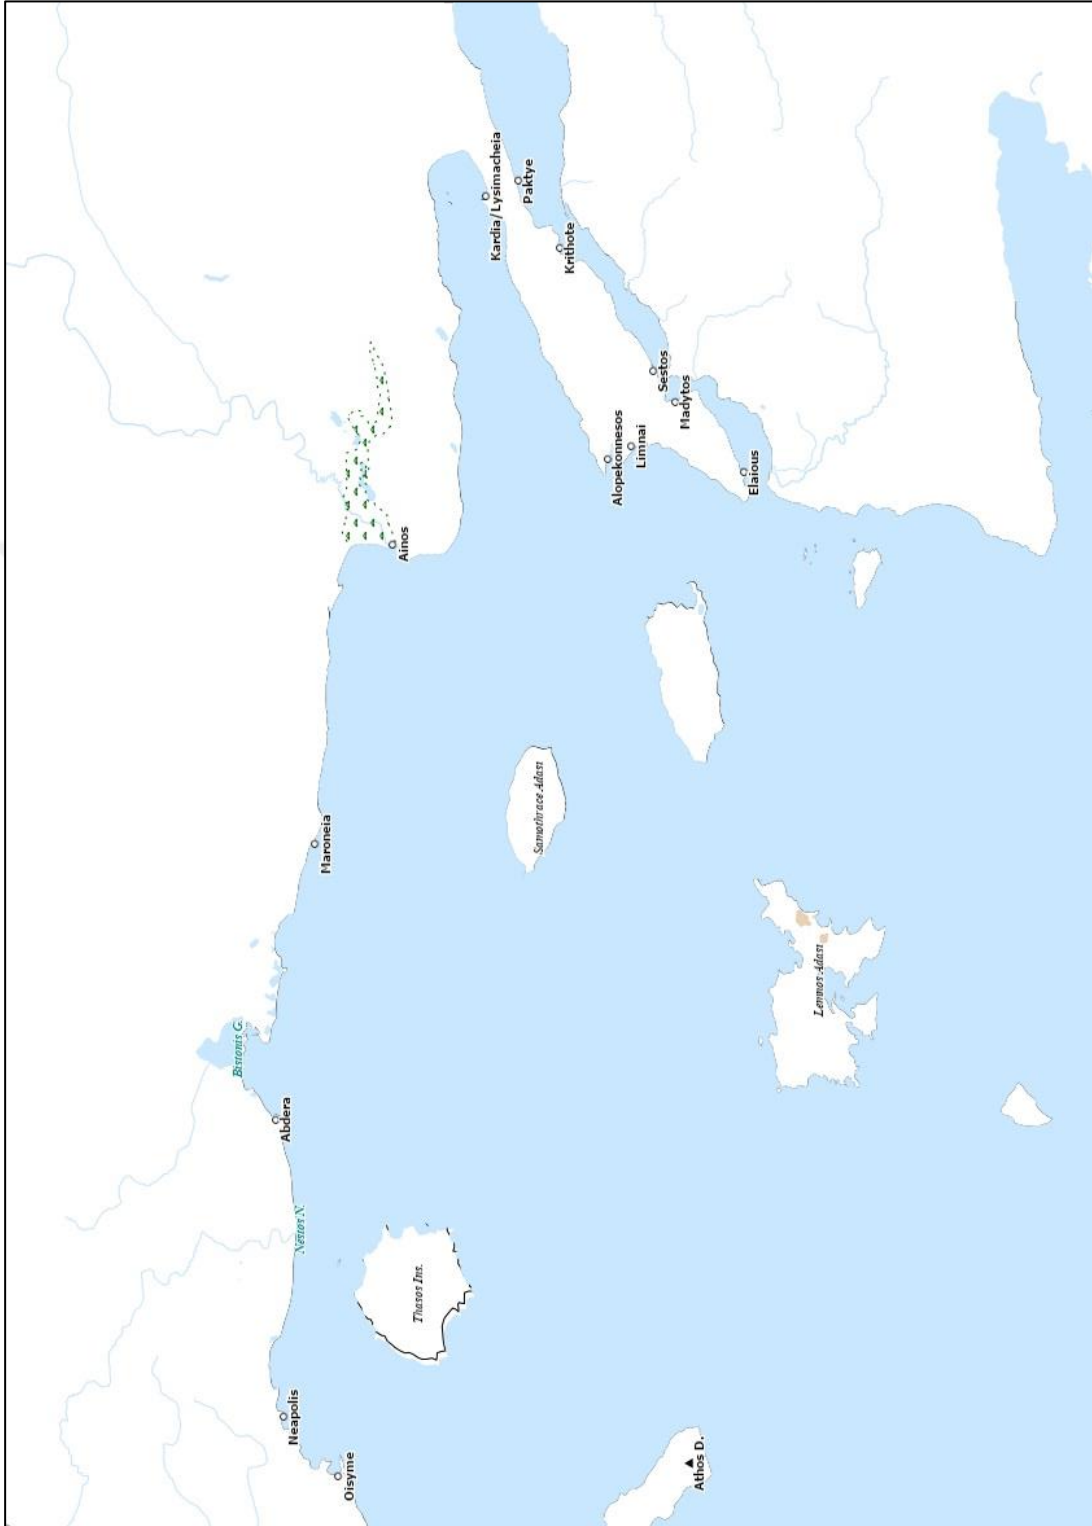 Kardia/Lysimacheia
Paktye
Krithote
Sestos
Madytos
Alopekonnesos
Limnai
Elaious
Ainos
Maroneia
Samothrace Adası
Lemnos Adası
Bistonis G.
Abdera
Nestos N.
Thasos Ins.
Neapolis
Oisyme
Athos D.